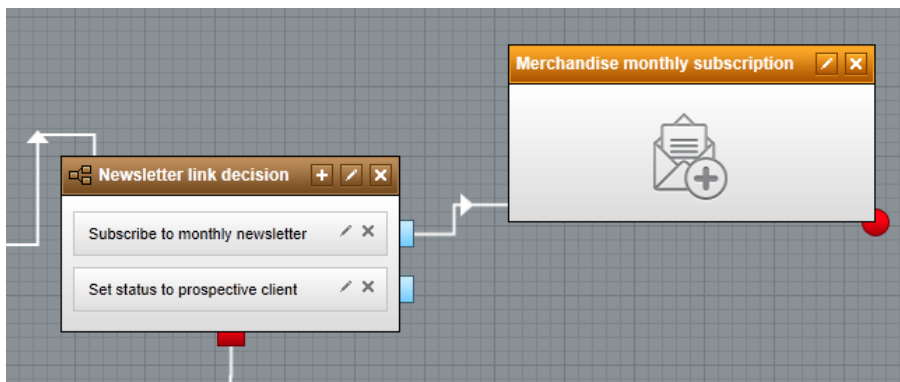 Merchandise monthly subscription
Newsletter link decision
Subscribe to monthly newsletter
Set status to prospective client